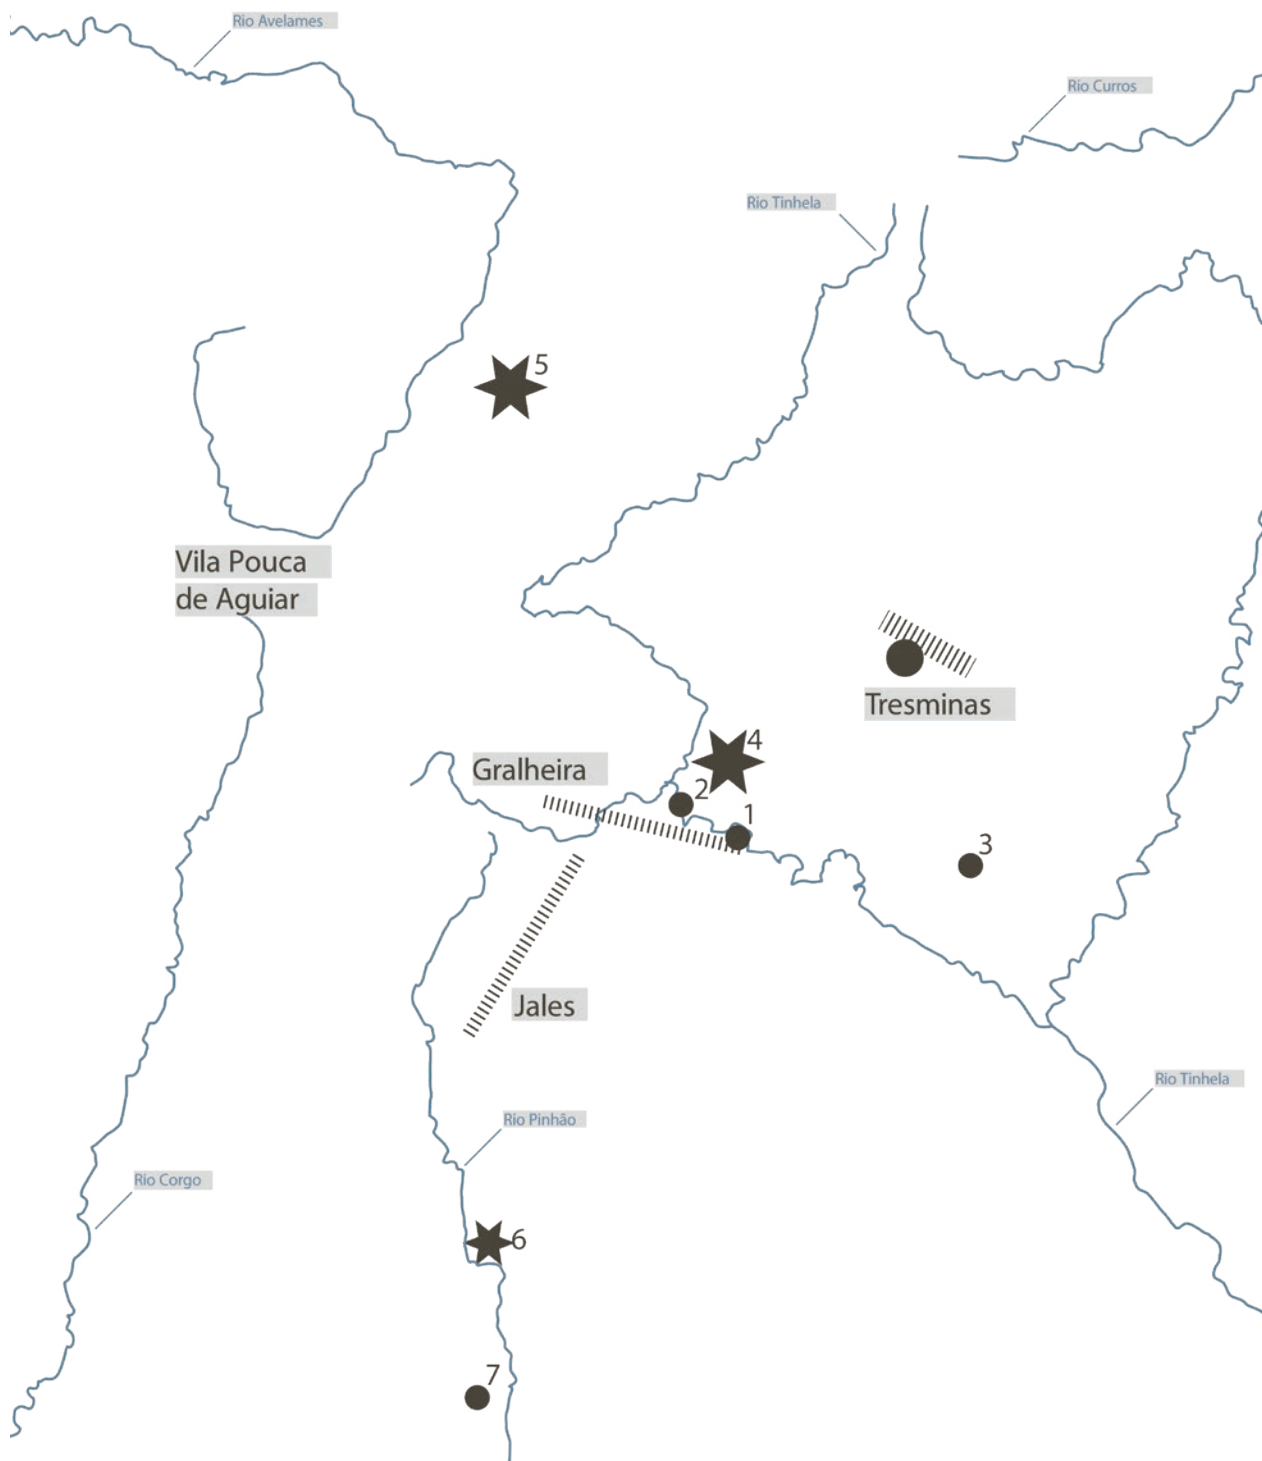 Rio Avelames
Rio Curros
Rio Tinhela
5
Vila Pouca
de Aguiar
Tresminas
4
Gralheira
2
1
3
Jales
Rio Tinhela
Rio Pinhão
Rio Corgo
6
7